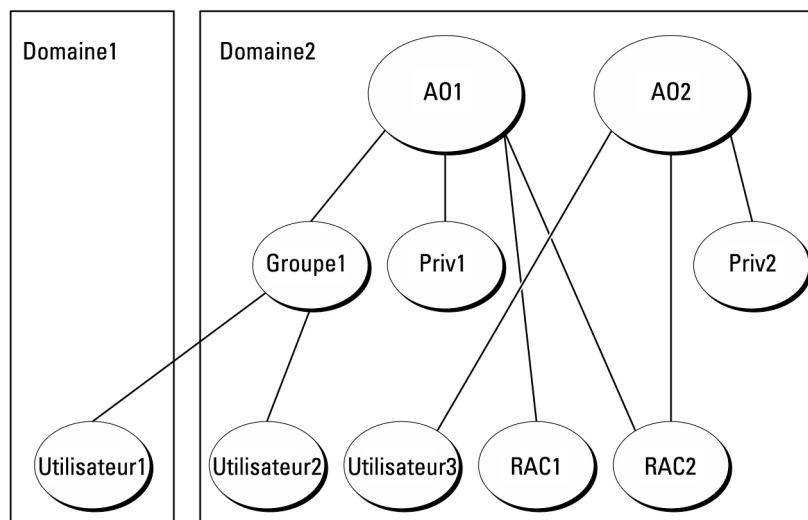 Domaine1
Domaine2
AO1
AO2
Groupe1
Priv1
Priv2
Utilisateur1
Utilisateur2
Utilisateur3
RAC1
RAC2